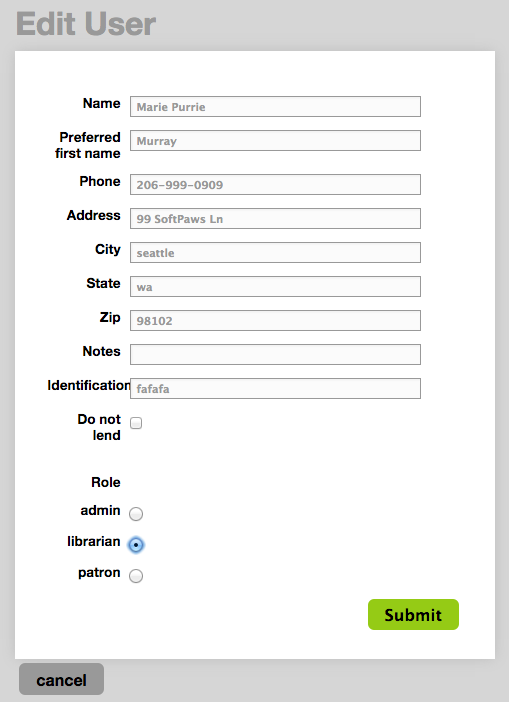 Edit User
Name Marie Purrie
Preferred
first name Murray
Phone 206-999-0909
Address 99 SoftPaws Ln
City seattle
State wa
Zip 98102
Notes
Identification fafafa
Do not
lend
Role
admin
librarian
patron
Submit
cancel